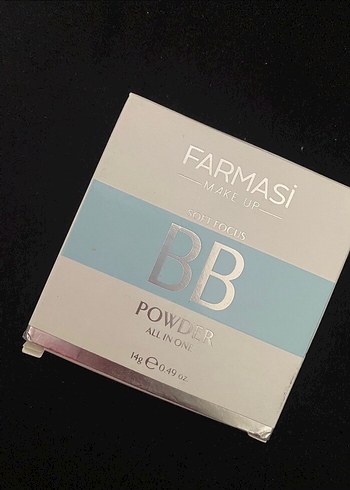 FARMASi
MAKE UP
SOFT FOCUS
BB
POWDER
ALL IN ONE
14g ℮ 0.49 oz.